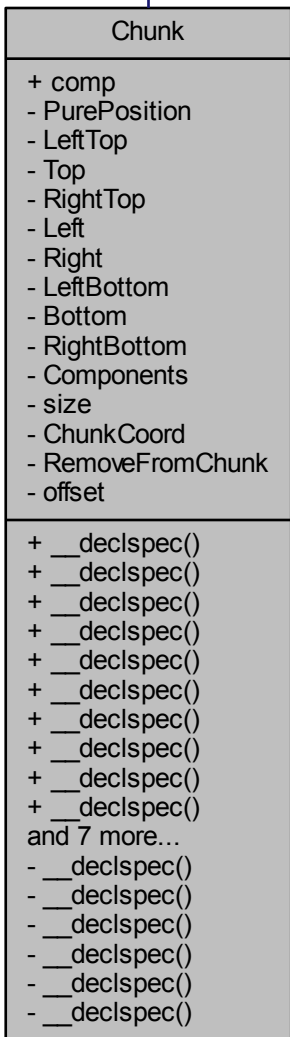 Chunk
+ comp
- PurePosition
- LeftTop
- Top
- RightTop
- Left
- Right
- LeftBottom
- Bottom
- RightBottom
- Components
- size
- ChunkCoord
- RemoveFromChunk
- offset
+ __declspec()
+ __declspec()
+ __declspec()
+ __declspec()
+ __declspec()
+ __declspec()
+ __declspec()
+ __declspec()
+ __declspec()
+ __declspec()
and 7 more...
- __declspec()
- __declspec()
- __declspec()
- __declspec()
- __declspec()
- __declspec()